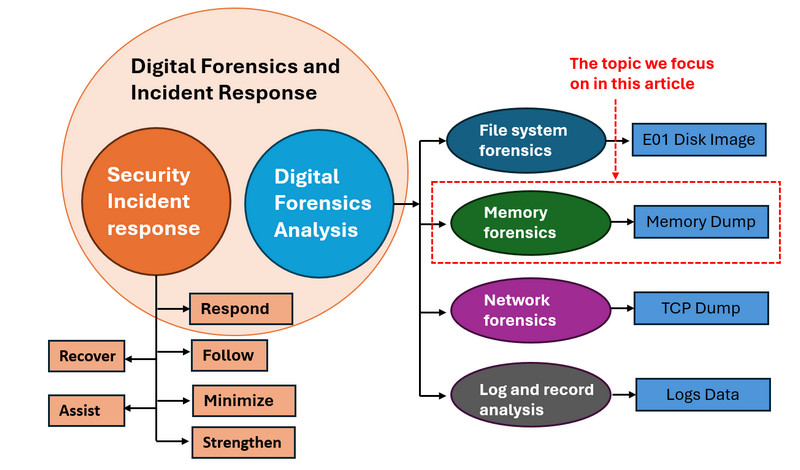 Digital Forensics and
Incident Response
The topic we focus
on in this article
Security
Incident
response
Digital
Forensics
Analysis
File system
forensics
E01 Disk Image
Memory
forensics
Memory Dump
Network
forensics
TCP Dump
Log and record
analysis
Logs Data
Respond
Recover
Follow
Assist
Minimize
Strengthen